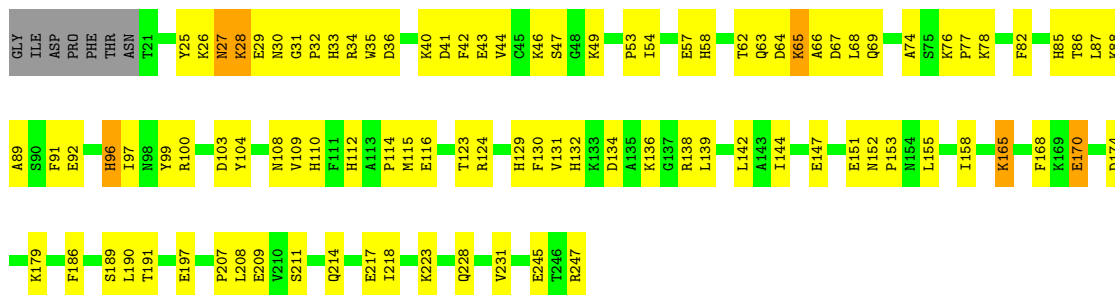 GLY ILE ASP PRO PHE THR ASN T21 Y25 K26 N27 K28 E29 N30 G31 P32 H33 R34 W35 D36 K40 D41 F42 E43 V44 C45 K46 S47 G48 K49 P53 I54 E57 H58 T62 Q63 D64 K65 A66 D67 L68 Q69 A74 S75 K76 P77 K78 F82 H85 T86 L87 K88
A89 S90 F91 E92 H96 I97 N98 Y99 R100 D103 Y104 N108 V109 H110 F111 H112 A113 P114 M115 E116 T123 R124 H129 F130 V131 H132 K133 D134 A135 K136 G137 R138 L139 L142 A143 I144 E147 E151 N152 P153 N154 L155 I158 K165 F168 K169 E170
K179 F186 S189 L190 T191 E197 P207 L208 E209 V210 S211 Q214 E217 I218 K223 Q228 V231 E245 T246 R247